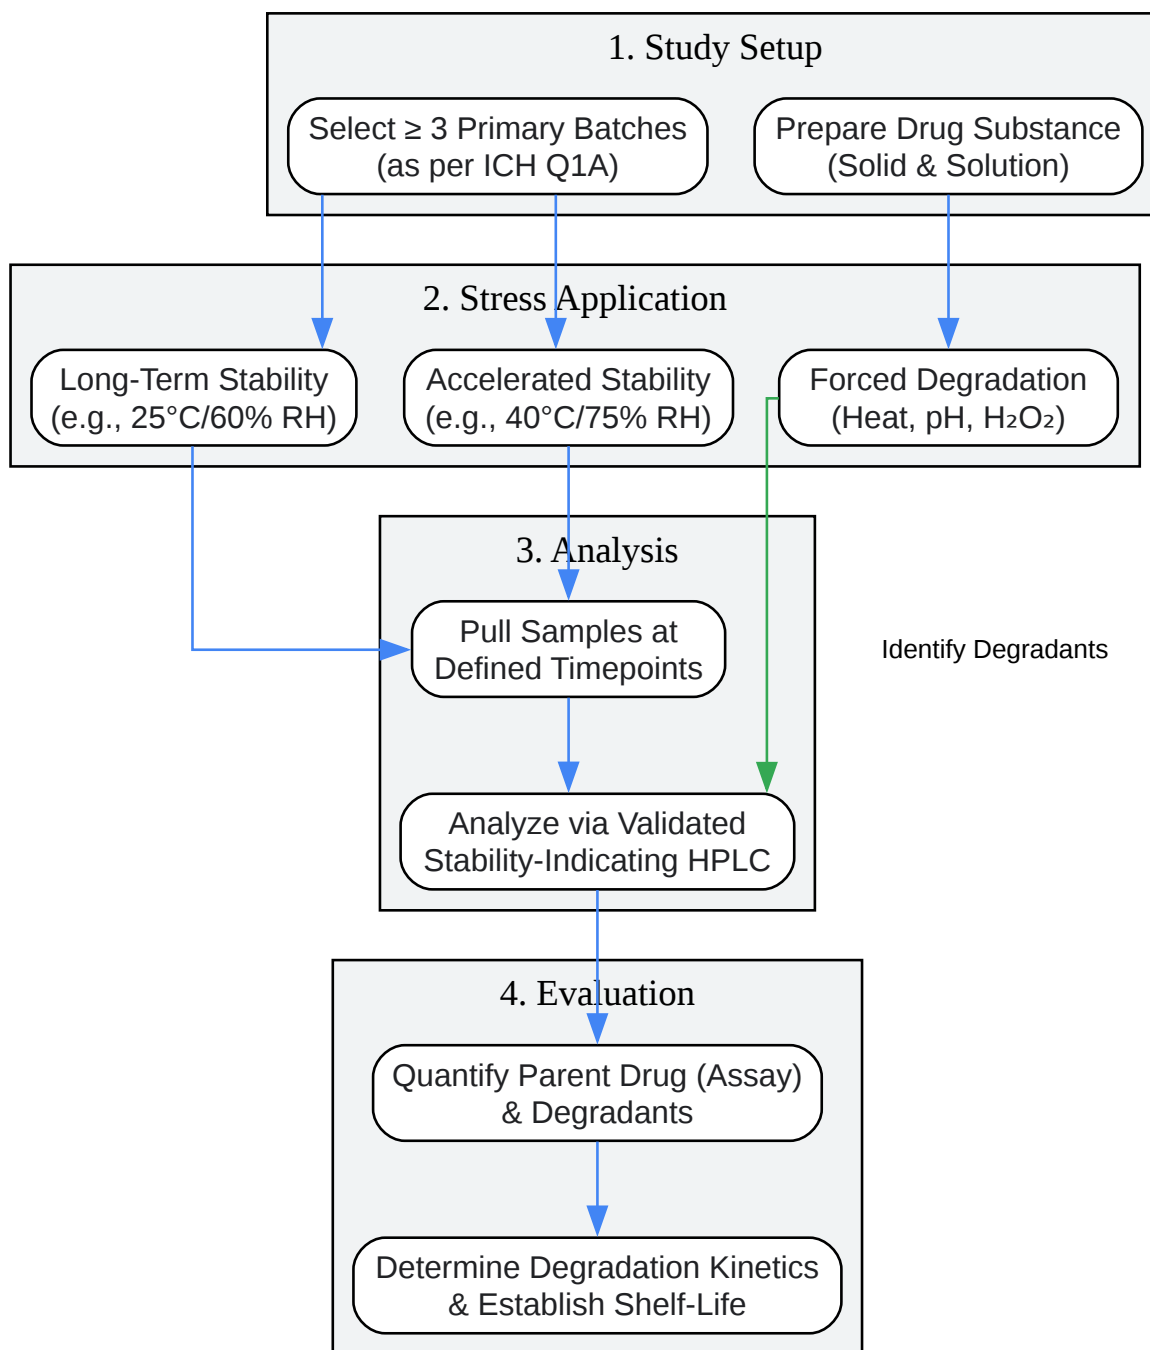 1. Study Setup
Select ≥ 3 Primary Batches
(as per ICH Q1A)
Prepare Drug Substance
(Solid & Solution)
2. Stress Application
Long-Term Stability
(e.g., 25°C/60% RH)
Accelerated Stability
(e.g., 40°C/75% RH)
Forced Degradation
(Heat, pH, H₂O₂)
3. Analysis
Pull Samples at
Defined Timepoints
Identify Degradants
Analyze via Validated
Stability-Indicating HPLC
4. Evaluation
Quantify Parent Drug (Assay)
& Degradants
Determine Degradation Kinetics
& Establish Shelf-Life